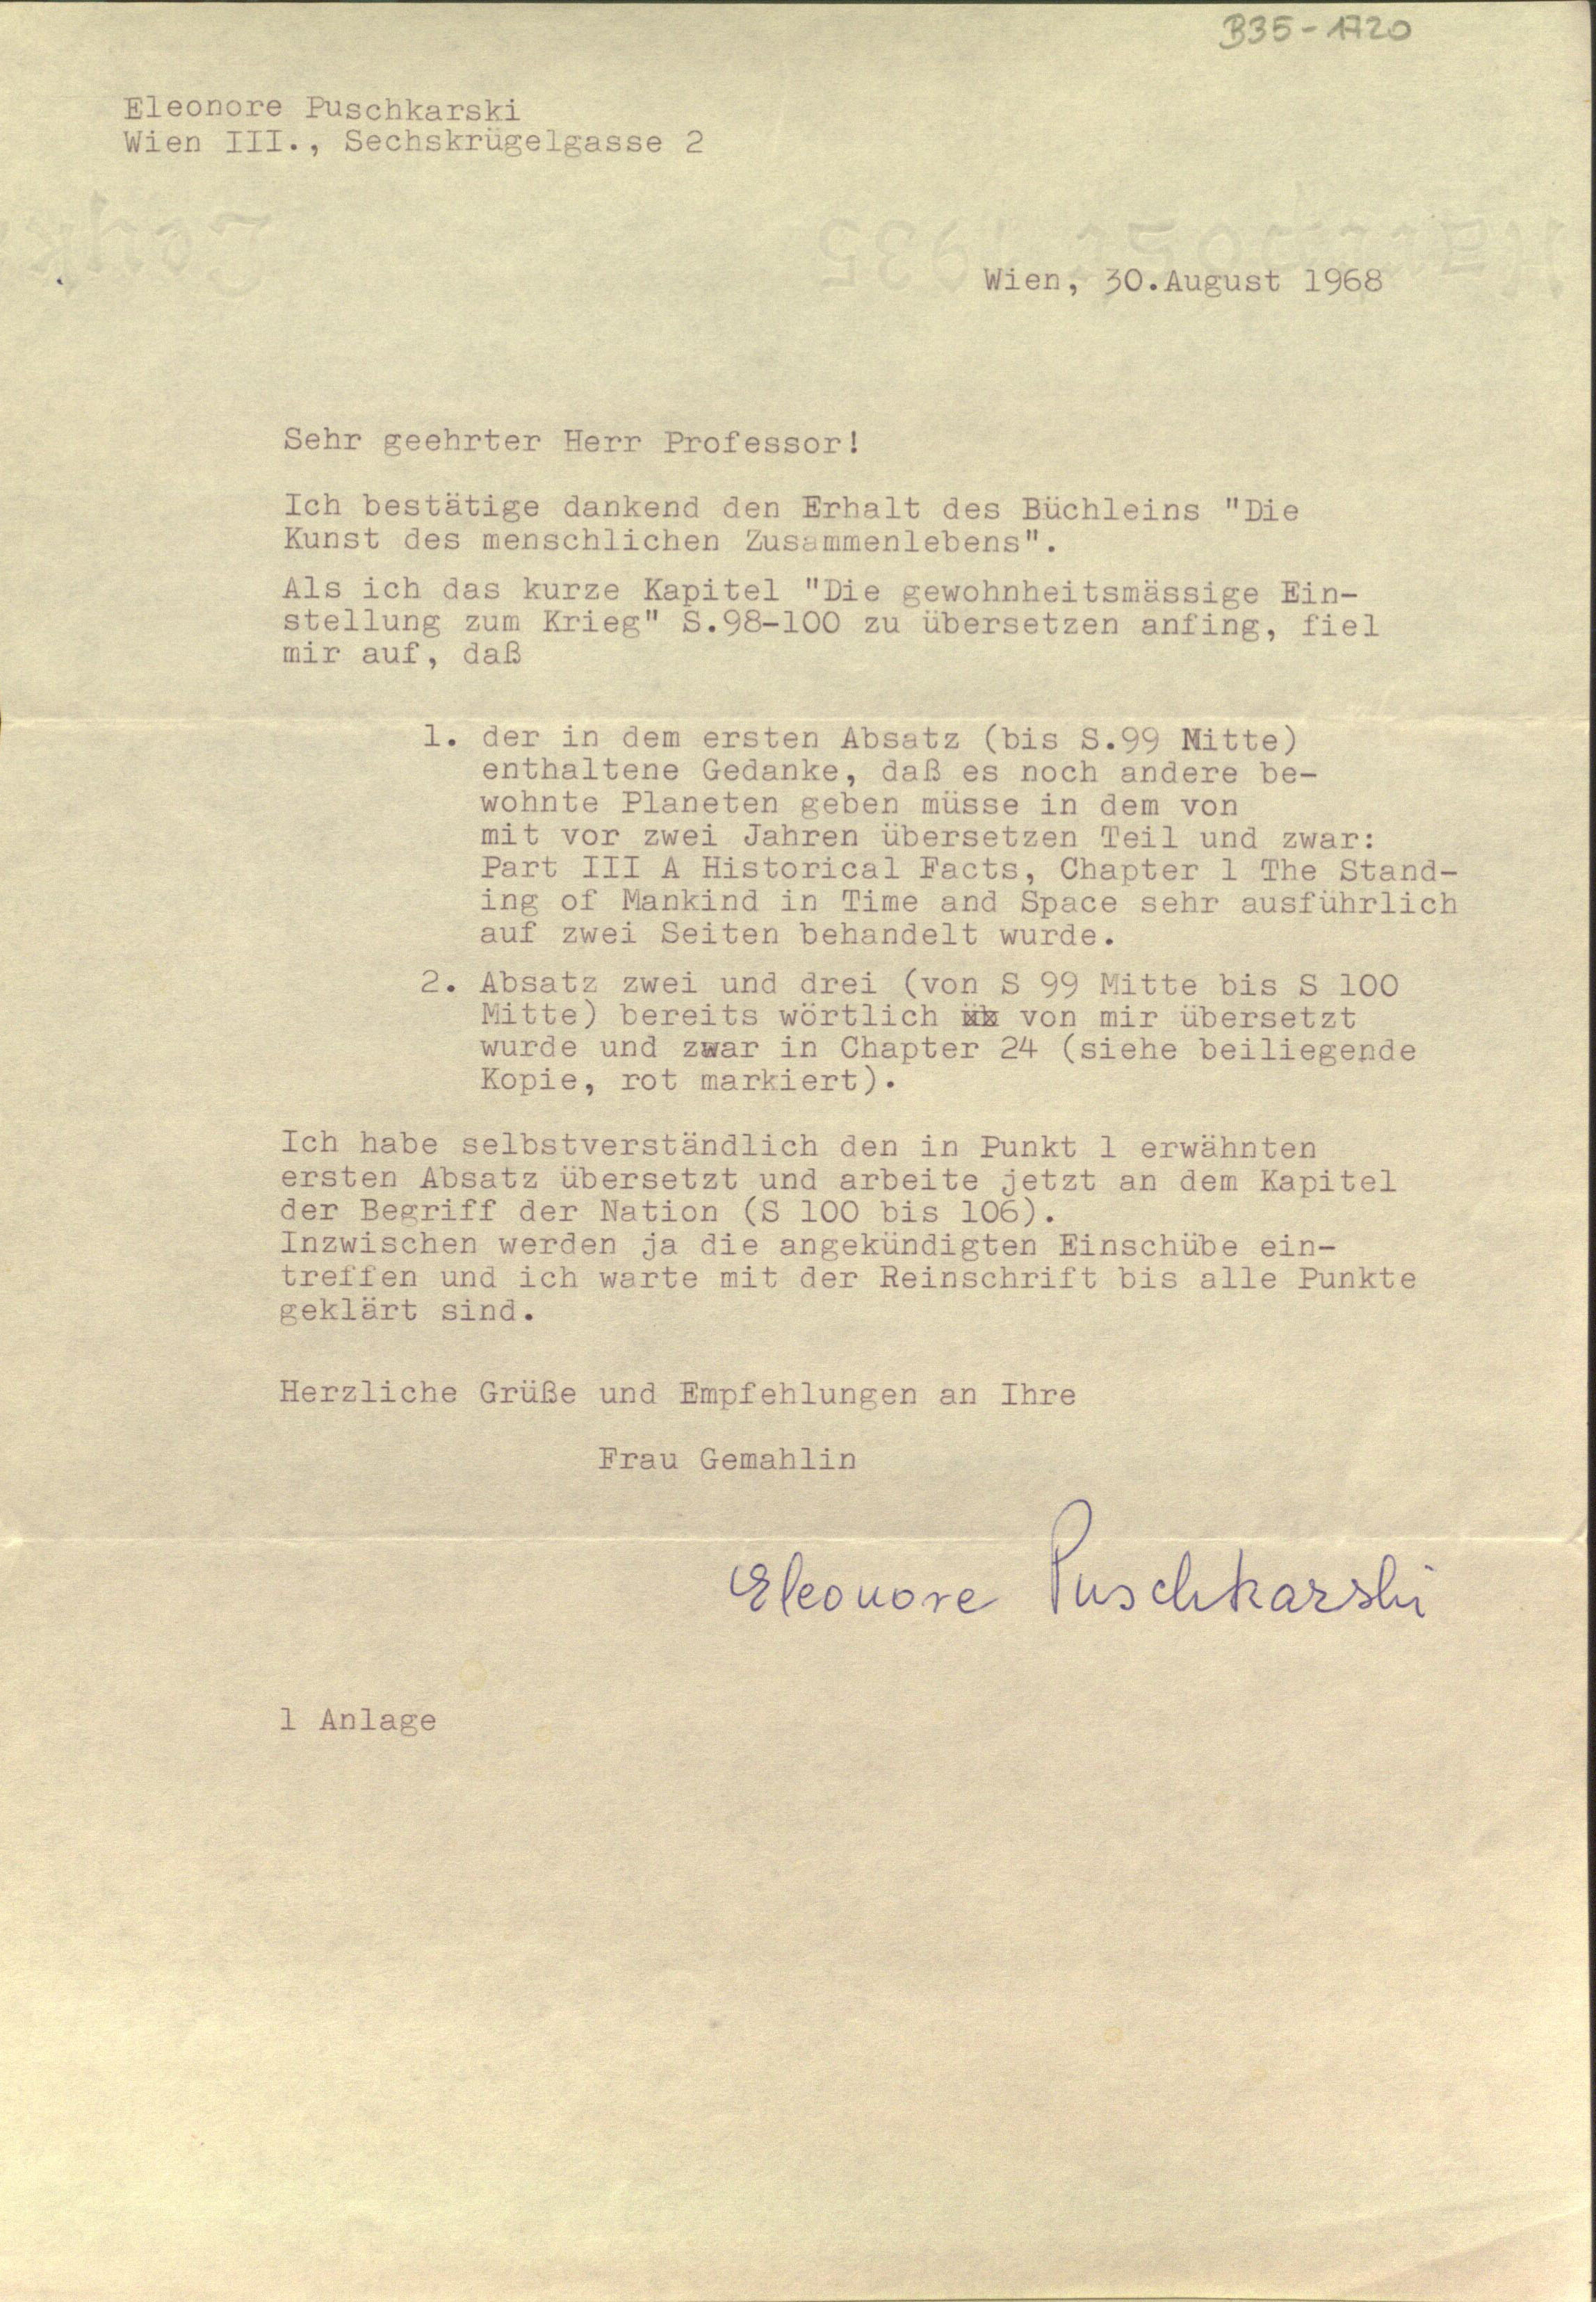 B35-1720
Eleonore Puschkarski
Wien III., Sechskrügelgasse 2
Wien, 30.August 1968
Sehr geehrter Herr Professor!
Ich bestätige dankend den Erhalt des Büchleins "Die
Kunst des menschlichen Zusammenlebens".
Als ich das kurze Kapitel "Die gewohnheitsmässige Ein-
stellung zum Krieg" S.98-100 zu übersetzen anfing, fiel
mir auf, daß
1. der in dem ersten Absatz (bis S.99 Mitte)
enthaltene Gedanke, daß es noch andere be-
wohnte Planeten geben müsse in dem von
mit vor zwei Jahren übersetzen Teil und zwar:
Part III A Historical Facts, Chapter 1 The Stand-
ing of Mankind in Time and Space sehr ausführlich
auf zwei Seiten behandelt wurde.
2. Absatz zwei und drei (von S 99 Mitte bis S 100
Mitte) bereits wörtlich üb von mir übersetzt
wurde und zwar in Chapter 24 (siehe beiliegende
Kopie, rot markiert).
Ich habe selbstverständlich den in Punkt 1 erwähnten
ersten Absatz übersetzt und arbeite jetzt an dem Kapitel
der Begriff der Nation (S 100 bis 106).
Inzwischen werden ja die angekündigten Einschübe ein-
treffen und ich warte mit der Reinschrift bis alle Punkte
geklärt sind.
Herzliche Grüße und Empfehlungen an Ihre
Frau Gemahlin
Eleonore Puschkarski
1 Anlage